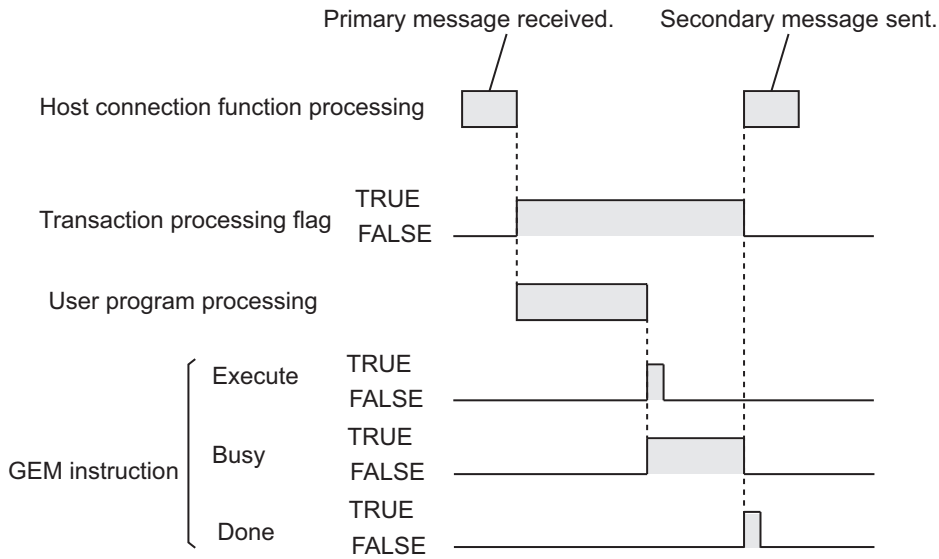 Primary message received.
Secondary message sent.
Host connection function processing
Transaction processing flag
TRUE
FALSE
User program processing
GEM instruction
Execute
TRUE
FALSE
Busy
TRUE
FALSE
Done
TRUE
FALSE